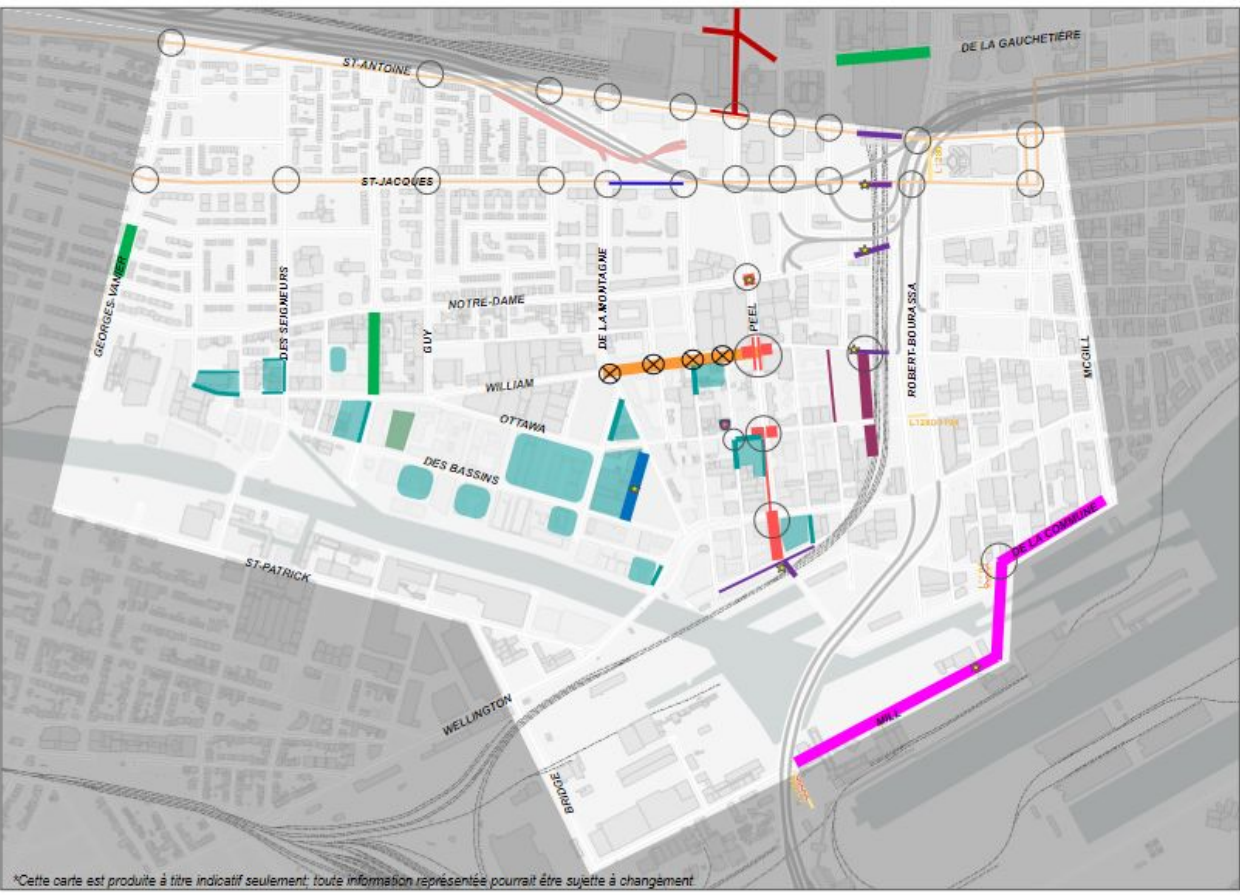 DE LA GAUCHETIÈRE
ST-ANTOINE
ST-JACQUES
GEORGES-VANIER
DES SEIGNEURS
GUY
NOTRE-DAME
DE LA MONTAGNE
PEEL
ROBERT-BOURASSA
MCGILL
WILLIAM
OTTAWA
DES BASSINS
ST-PATRICK
DE LA COMMUNE
MILL
WELLINGTON
BRIDGE
*Cette carte est produite à titre indicatif seulement; toute information représentée pourrait être sujette à changement